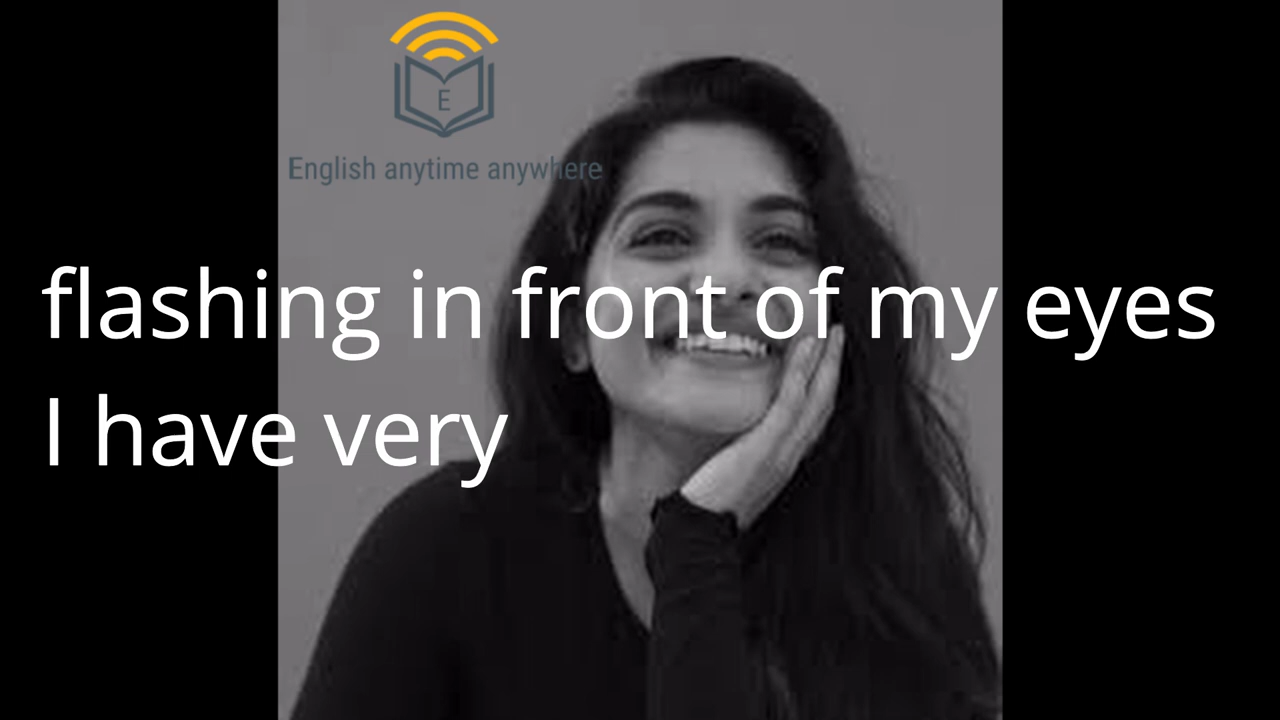 E
English anytime anywhere
flashing in front of my eyes
I have very